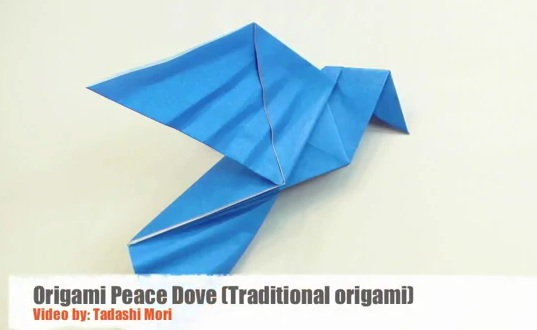 Origami Peace Dove (Traditional origami)
Video by: Tadashi Mori